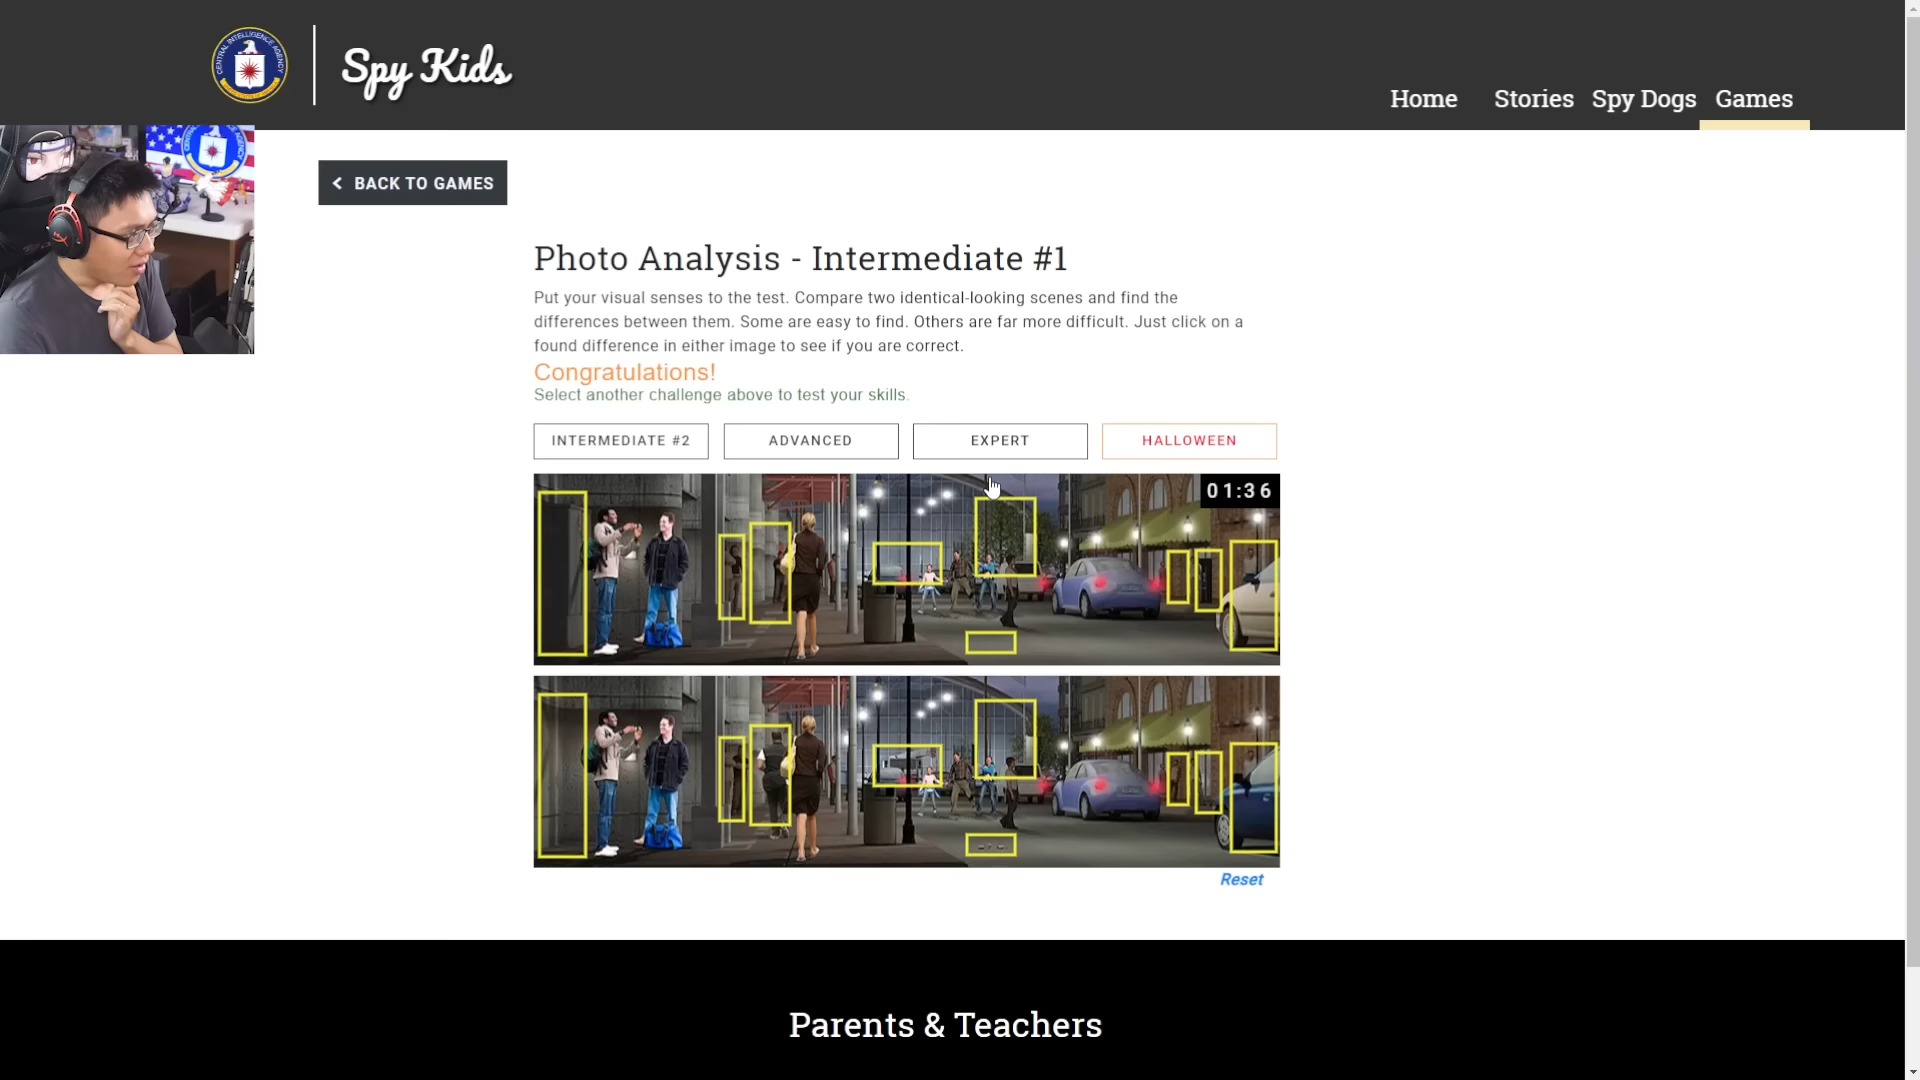 CENTRAL INTELLIGENCE AGENCY
Spy Kids
Home
Stories
Spy Dogs
Games
BACK TO GAMES
Photo Analysis - Intermediate #1
Put your visual senses to the test. Compare two identical-looking scenes and find the
differences between them. Some are easy to find. Others are far more difficult. Just click on a
found difference in either image to see if you are correct.
Congratulations!
Select another challenge above to test your skills.
INTERMEDIATE #2
ADVANCED
EXPERT
HALLOWEEN
01:36
Reset
Parents & Teachers